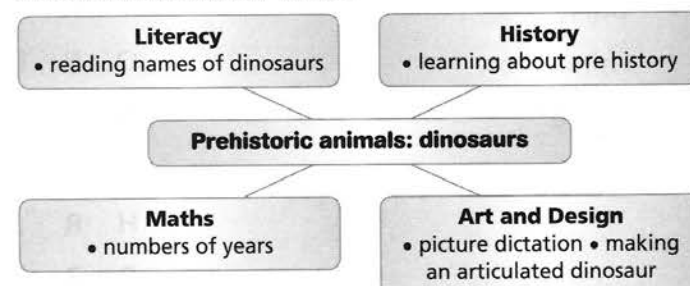 Literacy
• reading names of dinosaurs
History
• learning about pre history
Prehistoric animals: dinosaurs
Maths
• numbers of years
Art and Design
• picture dictation • making
an articulated dinosaur